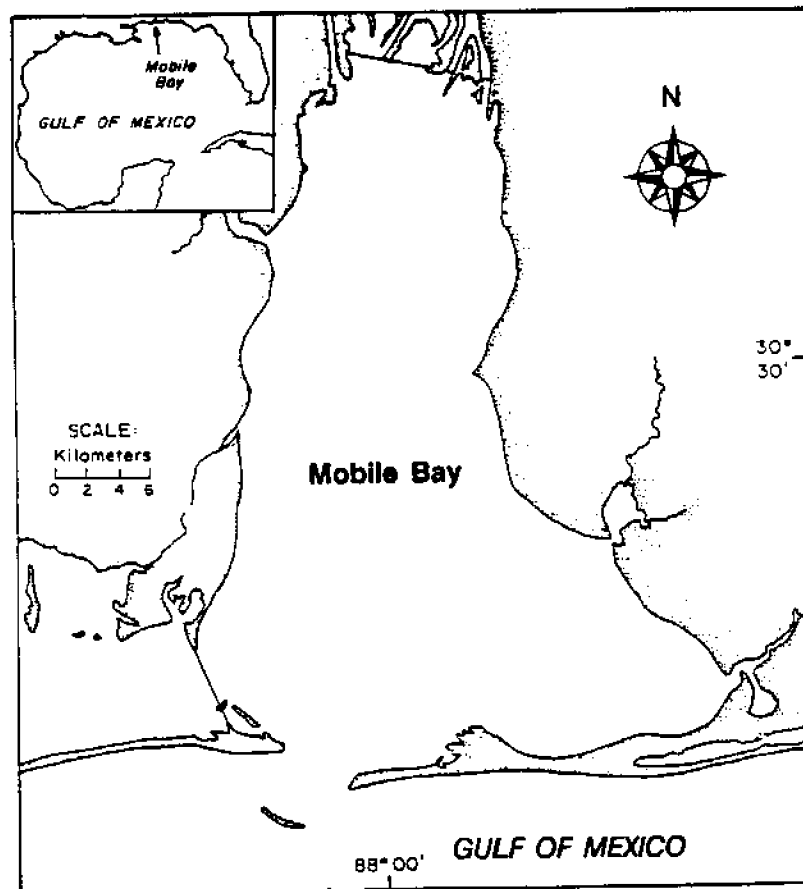 Mobile
Bay
GULF OF MEXICO
N
30°
30'
SCALE:
Kilometers
0 2 4 6
Mobile Bay
GULF OF MEXICO
88°00'